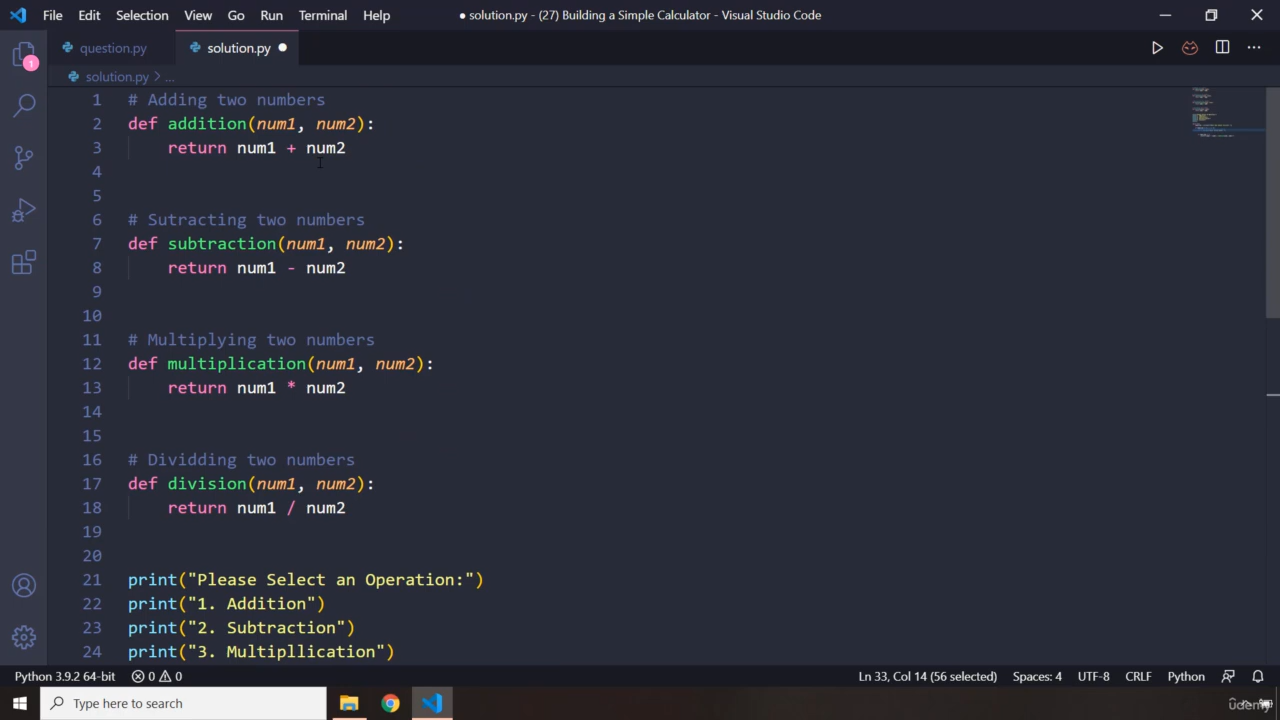 File Edit Selection View Go Run Terminal Help ● solution.py - (27) Building a Simple Calculator - Visual Studio Code
question.py solution.py
solution.py > ...
1 # Adding two numbers
2 def addition(num1, num2):
3 return num1 + num2
4
5
6 # Sutracting two numbers
7 def subtraction(num1, num2):
8 return num1 - num2
9
10
11 # Multiplying two numbers
12 def multiplication(num1, num2):
13 return num1 * num2
14
15
16 # Dividding two numbers
17 def division(num1, num2):
18 return num1 / num2
19
20
21 print("Please Select an Operation:")
22 print("1. Addition")
23 print("2. Subtraction")
24 print("3. Multipllication")
1
Python 3.9.2 64-bit 0 0 Ln 33, Col 14 (56 selected) Spaces: 4 UTF-8 CRLF Python
Type here to search
udemy